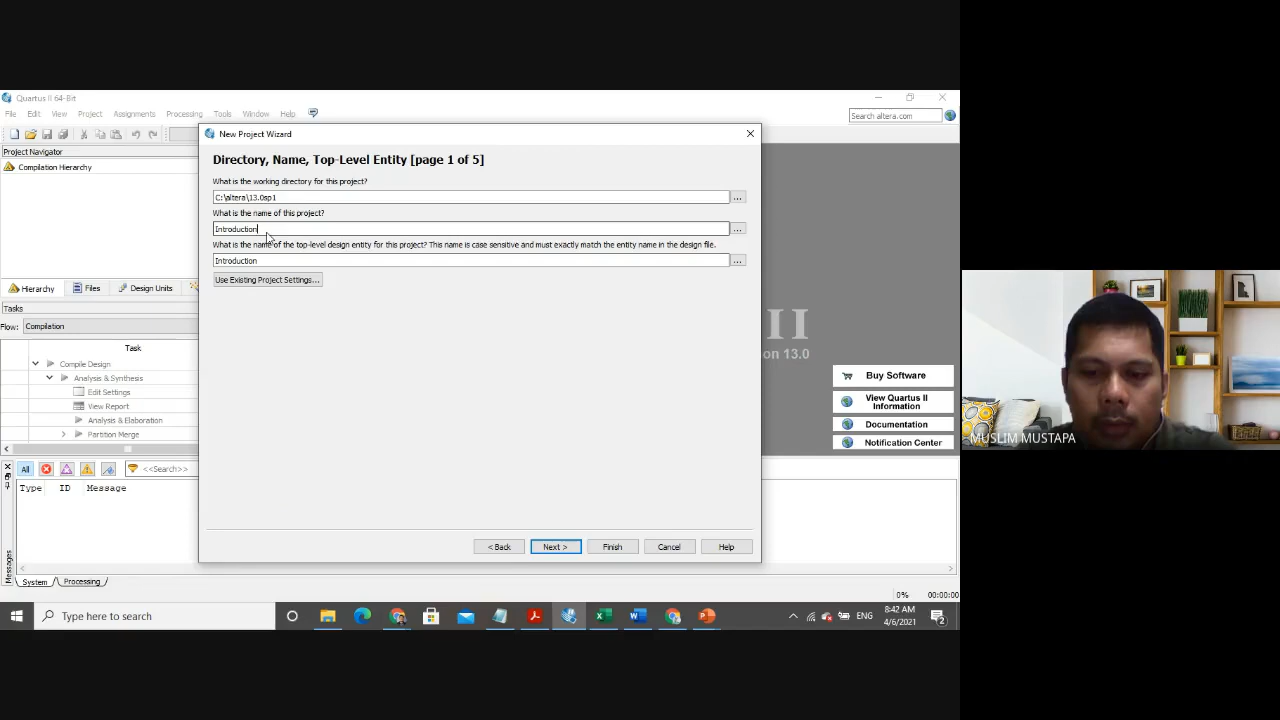 Quartus II 64-Bit
File Edit View Project Assignments Processing Tools Window Help
Search altera.com
Project Navigator
Compilation Hierarchy
Hierarchy Files Design Units
Tasks
Flow: Compilation
Task
Compile Design
Analysis & Synthesis
Edit Settings
View Report
Analysis & Elaboration
Partition Merge
New Project Wizard
Directory, Name, Top-Level Entity [page 1 of 5]
What is the working directory for this project?
C:\altera\13.0sp1
...
What is the name of this project?
Introduction
...
What is the name of the top-level design entity for this project? This name is case sensitive and must exactly match the entity name in the design file.
Introduction
...
Use Existing Project Settings...
< Back Next > Finish Cancel Help
II
on 13.0
Buy Software
View Quartus II
Information
Documentation
Notification Center
All <<Search>>
Type ID Message
Messages
System Processing
0% 00:00:00
Type here to search
ENG
8:42 AM
4/6/2021
2
MUSLIM MUSTAPA